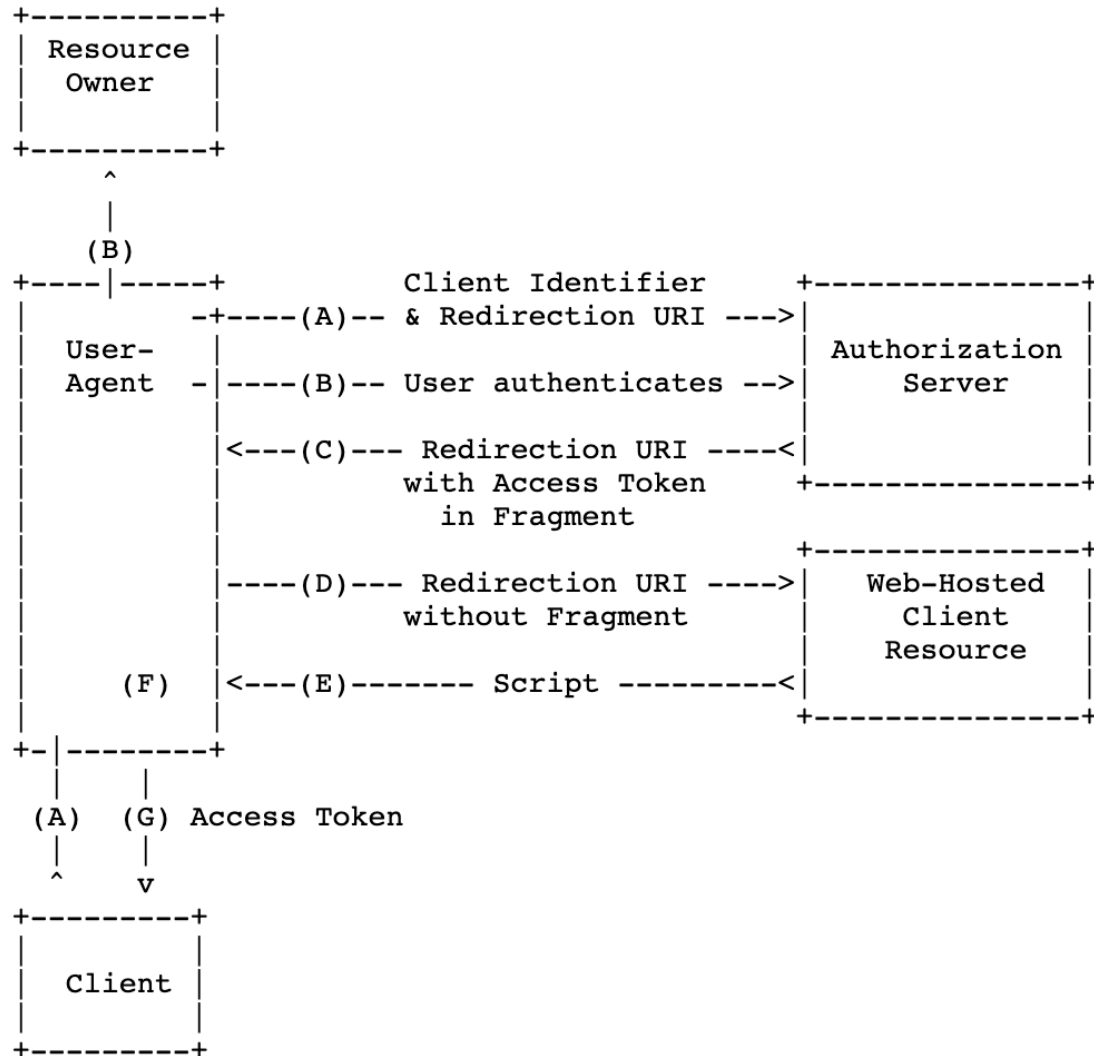 +----------+
| Resource |
|  Owner   |
|          |
+----------+
     ^
     |
    (B)
+----|-----+          Client Identifier     +---------------+
|         -+----(A)-- & Redirection URI --->|               |
|  User-   |                                | Authorization |
|  Agent  -|----(B)-- User authenticates -->|     Server    |
|          |                                |               |
|          |<---(C)--- Redirection URI ----<|               |
|          |          with Access Token     +---------------+
|          |            in Fragment
|          |                                +---------------+
|          |----(D)--- Redirection URI ---->|   Web-Hosted  |
|          |          without Fragment      |     Client    |
|          |                                |    Resource   |
|     (F)  |<---(E)------- Script ---------<|               |
|          |                                +---------------+
+-|--------+
  |    |
 (A)  (G) Access Token
  |    |
  ^    v
+---------+
|         |
|  Client |
|         |
+---------+